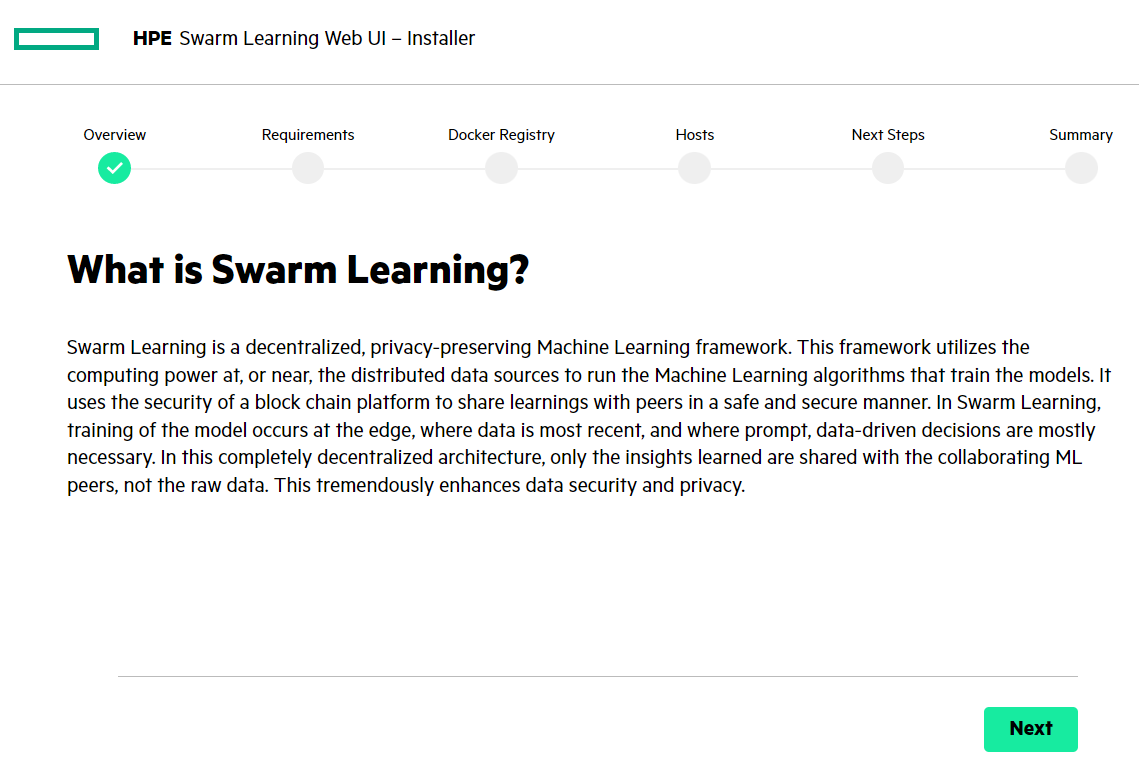 HPE Swarm Learning Web UI – Installer
Overview Requirements Docker Registry Hosts Next Steps Summary
What is Swarm Learning?
Swarm Learning is a decentralized, privacy-preserving Machine Learning framework. This framework utilizes the
computing power at, or near, the distributed data sources to run the Machine Learning algorithms that train the models. It
uses the security of a block chain platform to share learnings with peers in a safe and secure manner. In Swarm Learning,
training of the model occurs at the edge, where data is most recent, and where prompt, data-driven decisions are mostly
necessary. In this completely decentralized architecture, only the insights learned are shared with the collaborating ML
peers, not the raw data. This tremendously enhances data security and privacy.
Next